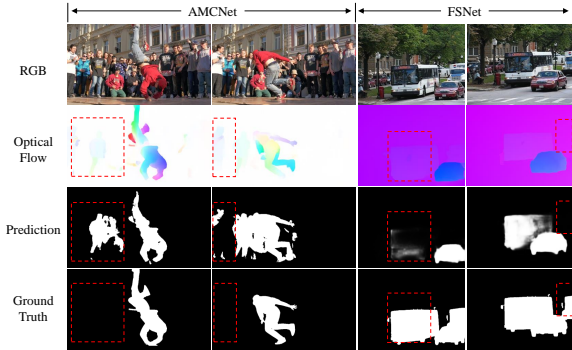 AMCNet
FSNet
RGB
Optical
Flow
Prediction
Ground
Truth